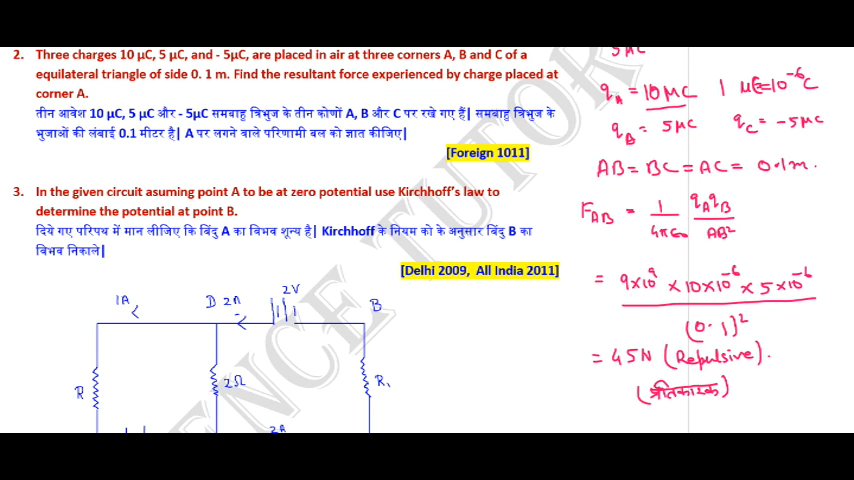 2. Three charges 10 µC, 5 µC, and - 5µC, are placed in air at three corners A, B and C of a
equilateral triangle of side 0. 1 m. Find the resultant force experienced by charge placed at
corner A.
तीन आवेश 10 µC, 5 µC और - 5µC समबाहु त्रिभुज के तीन कोणों A, B और C पर रखे गए हैं| समबाहु त्रिभुज के
भुजाओं की लंबाई 0.1 मीटर है| A पर लगने वाले परिणामी बल को ज्ञात कीजिए|
[Foreign 1011]
3. In the given circuit asuming point A to be at zero potential use Kirchhoff's law to
determine the potential at point B.
दिये गए परिपथ में मान लीजिए कि बिंदु A का विभव शून्य है| Kirchhoff के नियम को के अनुसार बिंदु B का
विभव निकाले|
[Delhi 2009, All India 2011]
1A D 2V B
R 2Ω R₁
2A
5µC
q_A = 10µC | µC=10⁻⁶C
q_B = 5µC q_C = -5µC
AB = BC = AC = 0.1m.
F_AB = 1/4πε₀ q_A q_B/AB²
= 9×10⁹ × 10×10⁻⁶ × 5×10⁻⁶
(0.1)²
= 45N (Repulsive).
ENCE TUTOR